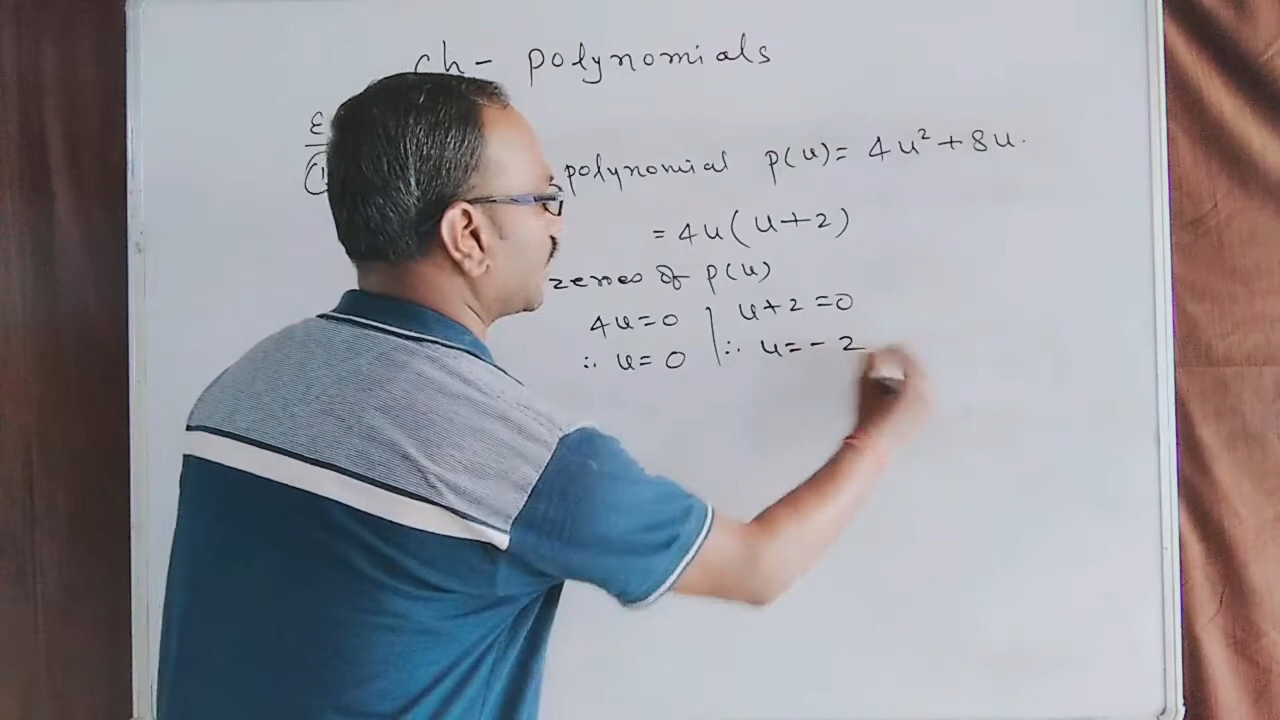 ch - polynomials
polynomial p(u) = 4u² + 8u.
= 4u(u+2)
zeroes of p(u)
4u=0 | u+2=0
∴ u=0 | ∴ u=-2